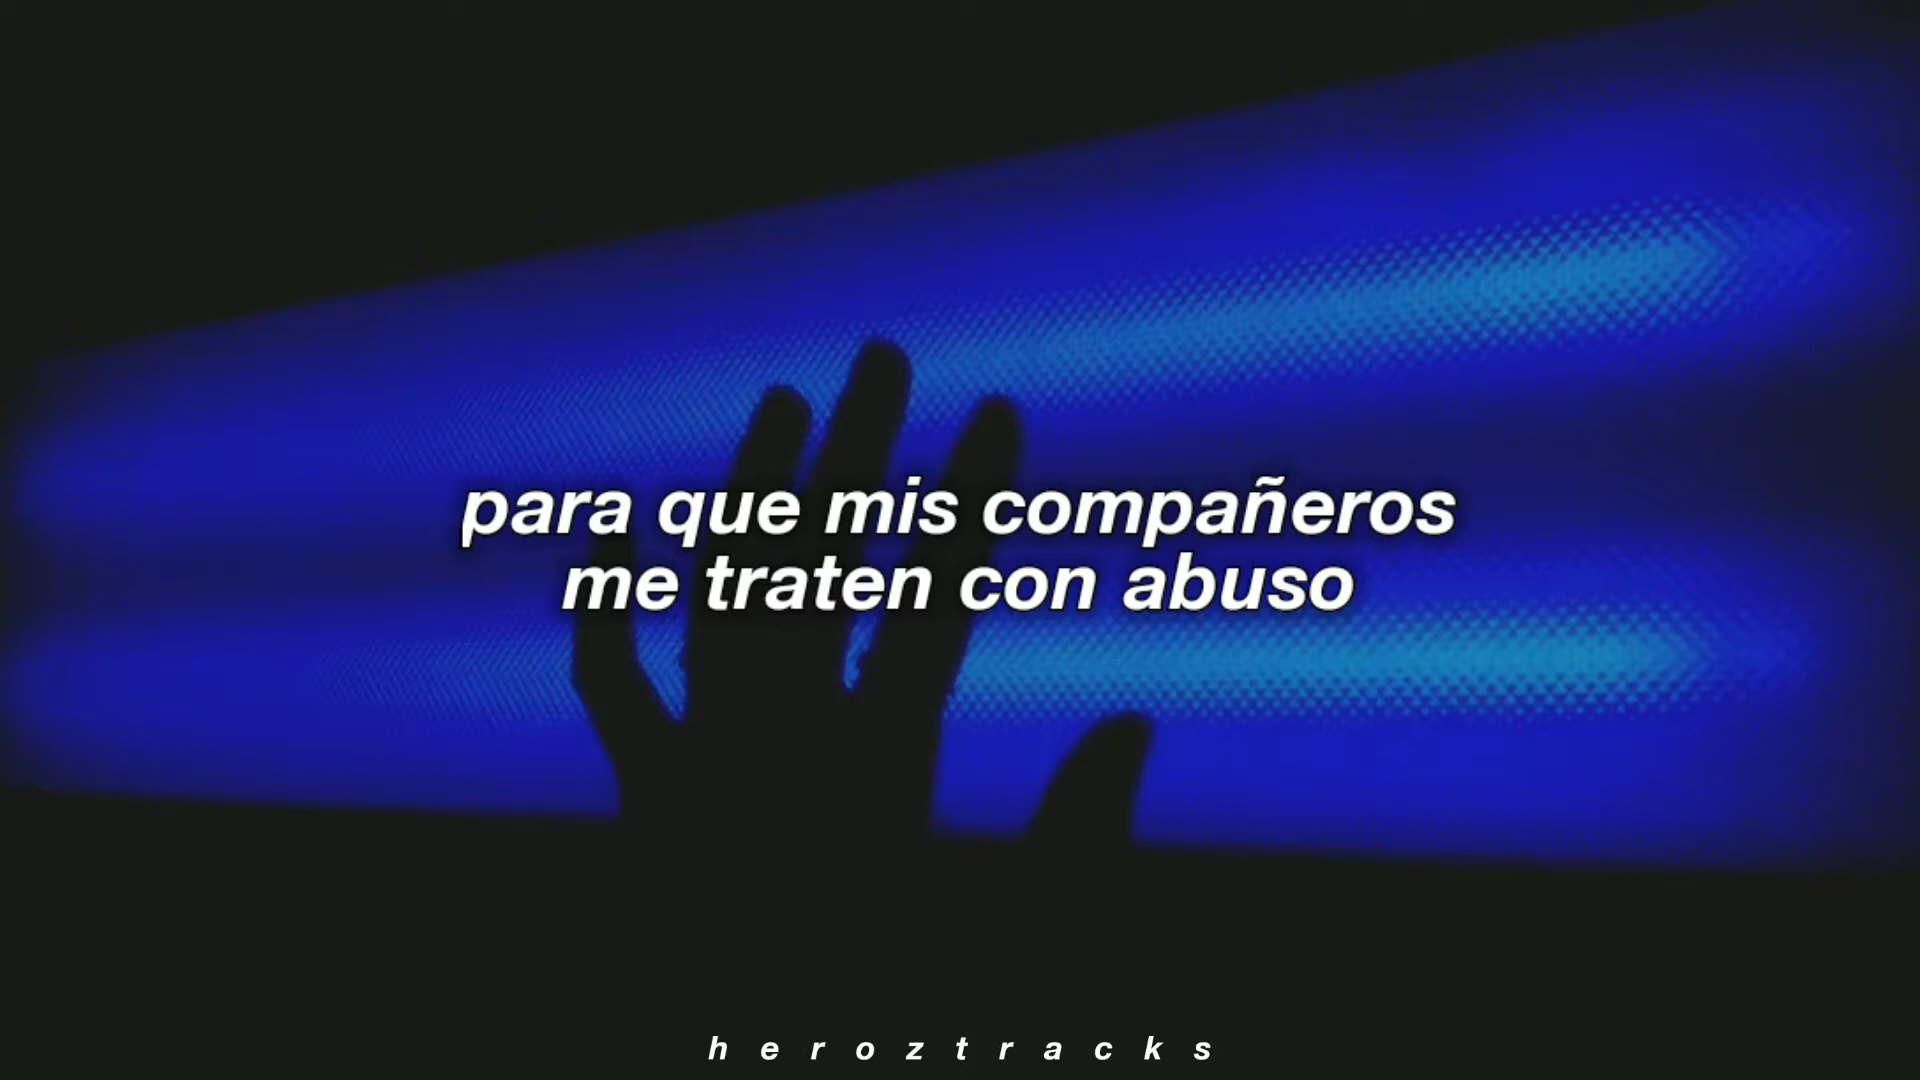 para que mis compañeros
me traten con abuso
h e r o z t r a c k s